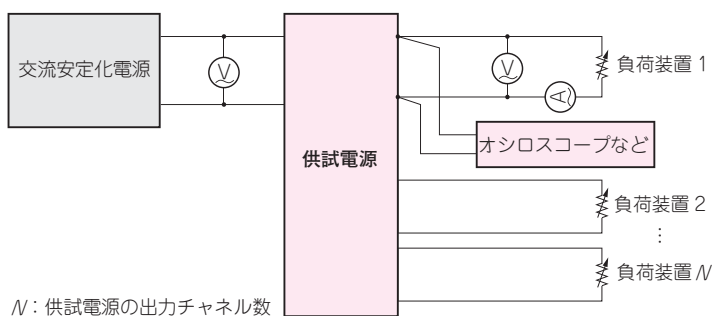 交流安定化電源
V
供試電源
V
A
負荷装置1
オシロスコープなど
負荷装置2
⋮
負荷装置N
N：供試電源の出力チャネル数